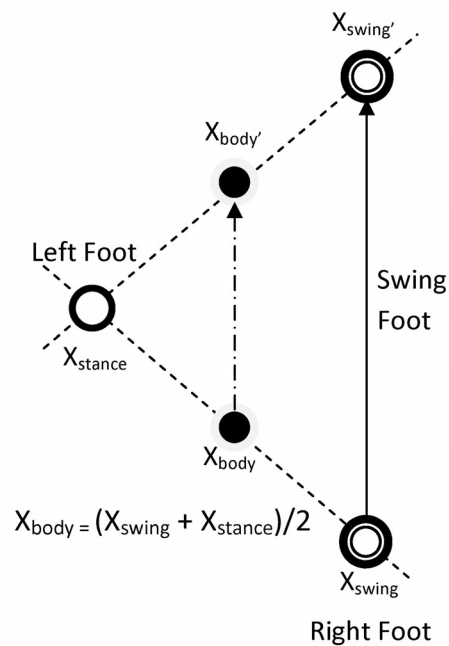 Xswing'
Xbody'
Left Foot
Swing
Foot
Xstance
Xbody
Xbody = (Xswing + Xstance)/2
Xswing
Right Foot